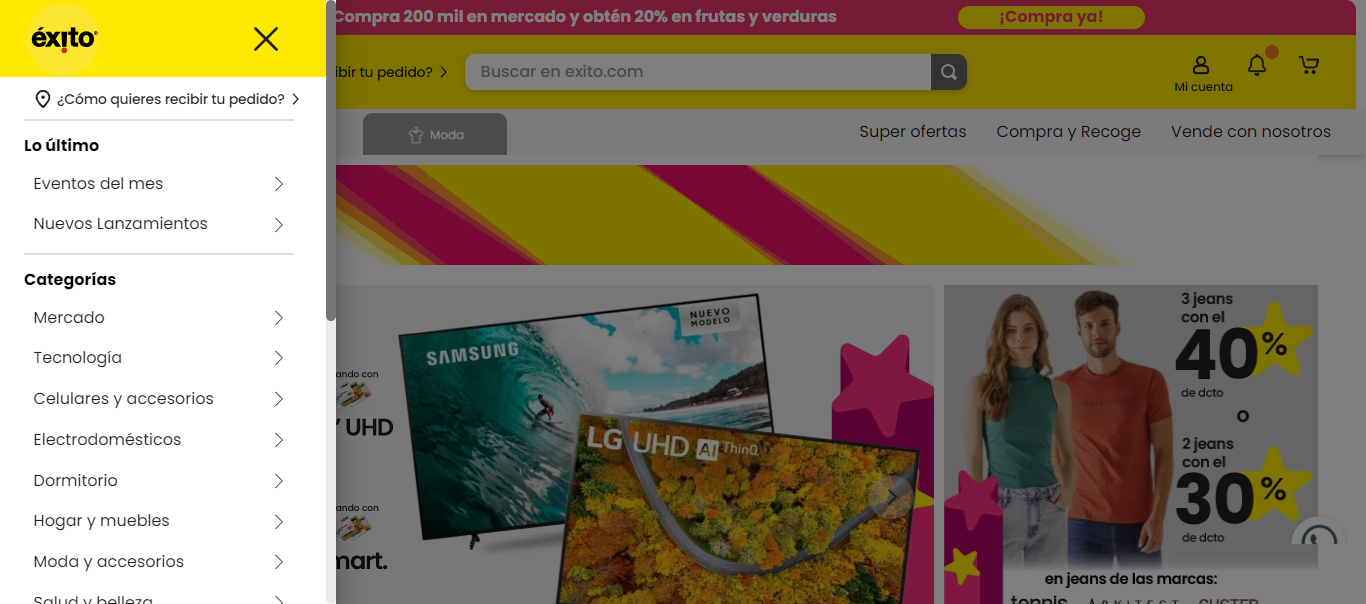 éxito
¿Cómo quieres recibir tu pedido?
Lo último
Eventos del mes
Nuevos Lanzamientos
Categorías
Mercado
Tecnología
Celulares y accesorios
Electrodomésticos
Dormitorio
Hogar y muebles
Moda y accesorios
Salud y belleza
Compra 200 mil en mercado y obtén 20% en frutas y verduras
¡Compra ya!
ibir tu pedido?
Buscar en exito.com
Mi cuenta
Moda
Super ofertas
Compra y Recoge
Vende con nosotros
NUEVO
MODELO
SAMSUNG
ando con
Y UHD
LG UHD AI ThinQ
ando con
mart.
3 jeans
con el
40%
de dcto
o
2 jeans
con el
30%
de dcto
en jeans de las marcas:
tennis ARKITECT CUSTER